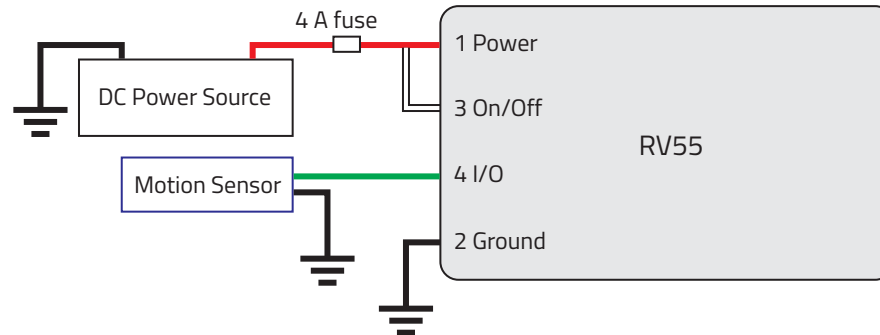 4 A fuse
1 Power
DC Power Source
3 On/Off
RV55
Motion Sensor
4 I/O
2 Ground